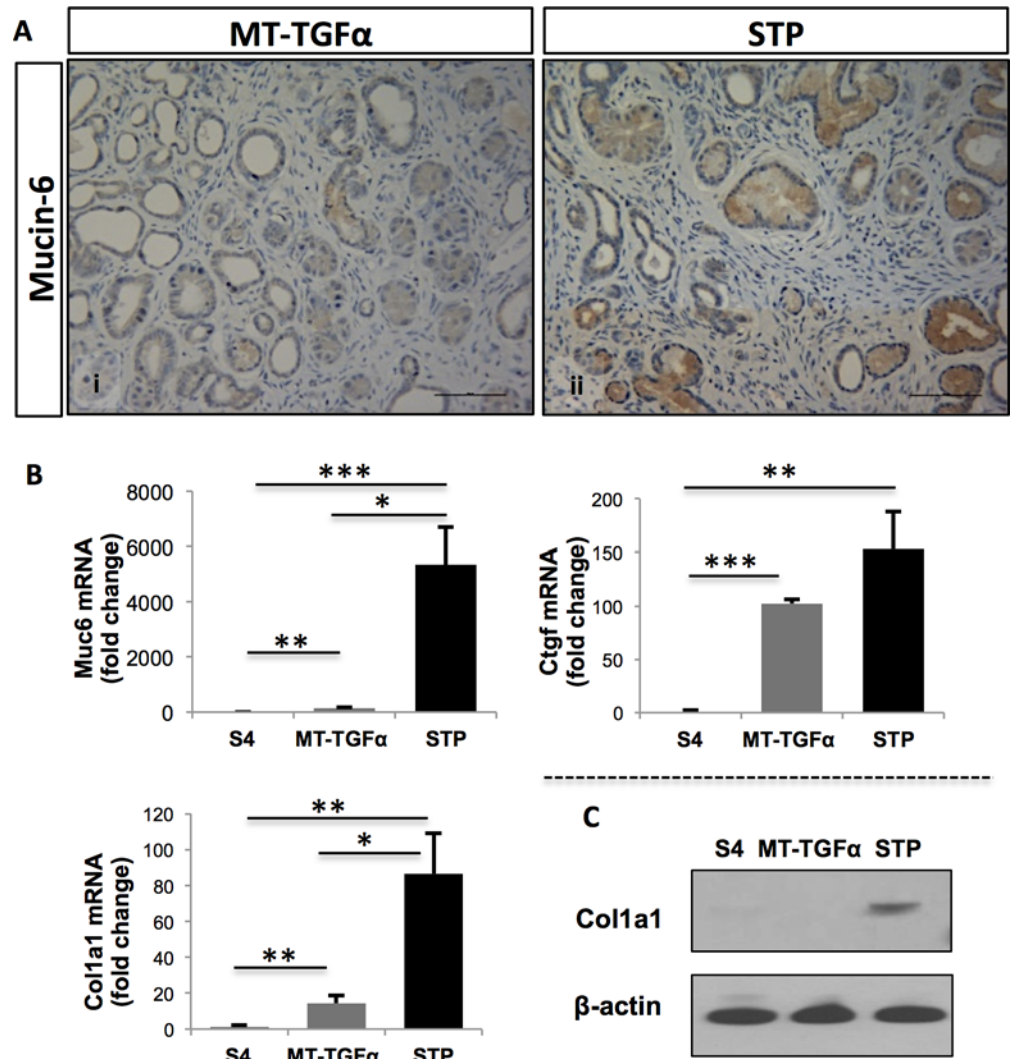 A
MT-TGFα
STP
Mucin-6
i
ii
B
***
*
**
8000
6000
4000
2000
0
Muc6 mRNA
(fold change)
S4 MT-TGFα STP
**
***
200
150
100
50
0
Ctgf mRNA
(fold change)
S4 MT-TGFα STP
**
*
**
120
100
80
60
40
20
0
Col1a1 mRNA
(fold change)
S4 MT-TGFα STP
C
S4 MT-TGFα STP
Col1a1
β-actin